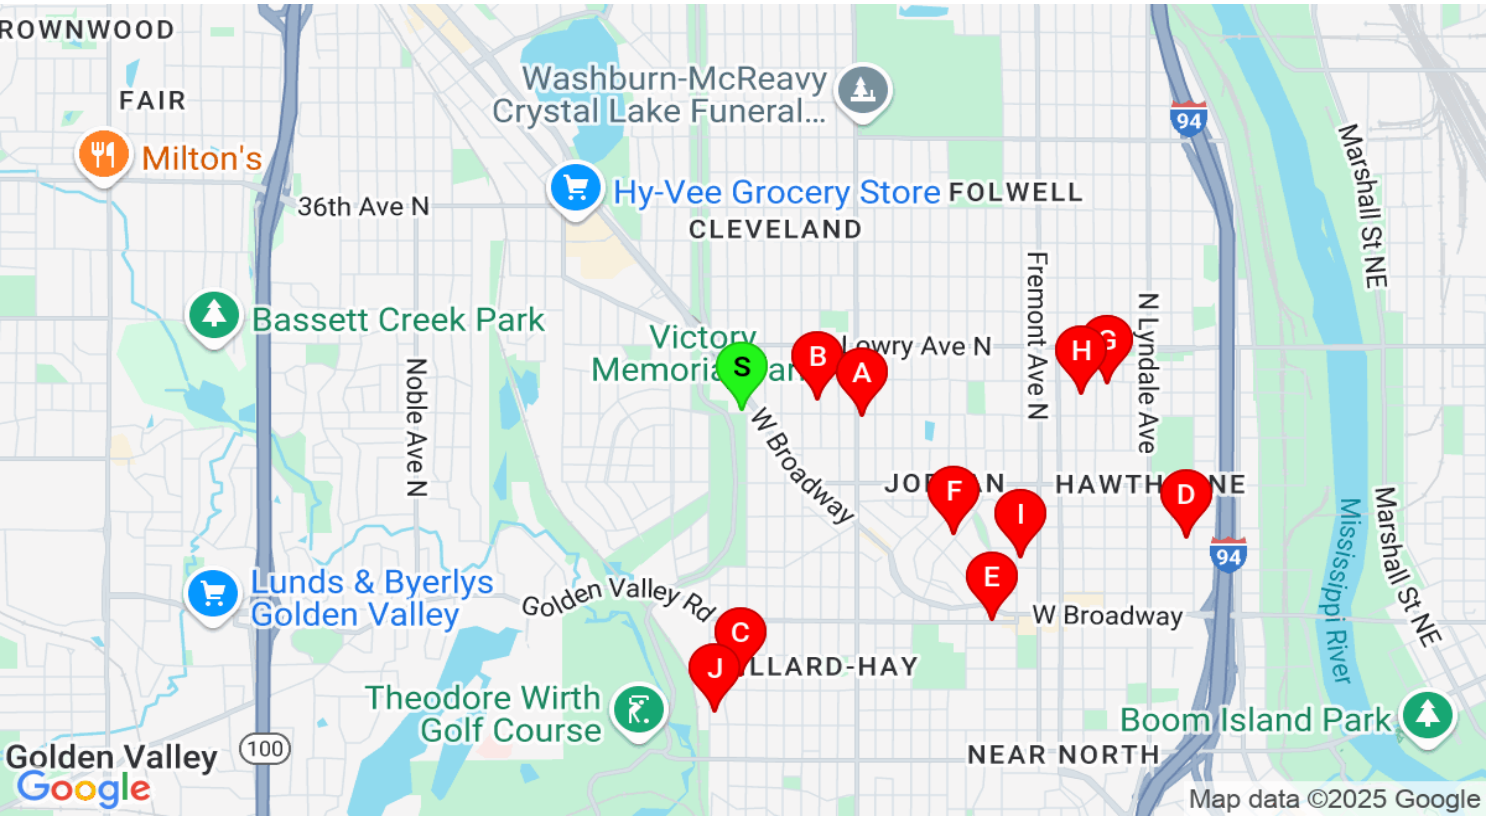 ROWNWOOD
FAIR
Milton's
Washburn-McReavy
Crystal Lake Funeral...
94
36th Ave N
Hy-Vee Grocery Store
FOLWELL
CLEVELAND
Marshall St NE
Bassett Creek Park
Victory
Memorial
S
B
A
Lowry Ave N
Fremont Ave N
H
G
N Lyndale Ave
Noble Ave N
W Broadway
F
I
D
E
Marshall St NE
Mississippi River
94
Lunds & Byerlys
Golden Valley
Golden Valley Rd
W Broadway
C
J
LLARD-HAY
Theodore Wirth
Golf Course
Boom Island Park
NEAR NORTH
Golden Valley
100
Google
Map data ©2025 Google